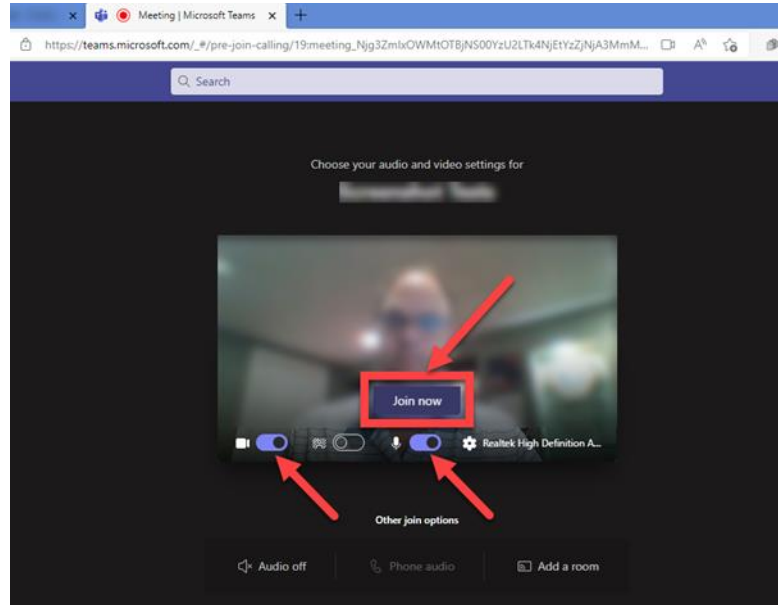 Meeting | Microsoft Teams
https://teams.microsoft.com/_#/pre-join-calling/19:meeting_Njg3ZmIxOWMtOTBjNS00YzU2LTk4NjEtYzZjNjA3MmM...
Search
Choose your audio and video settings for
Join now
Realtek High Definition A...
Other join options
Audio off
Phone audio
Add a room